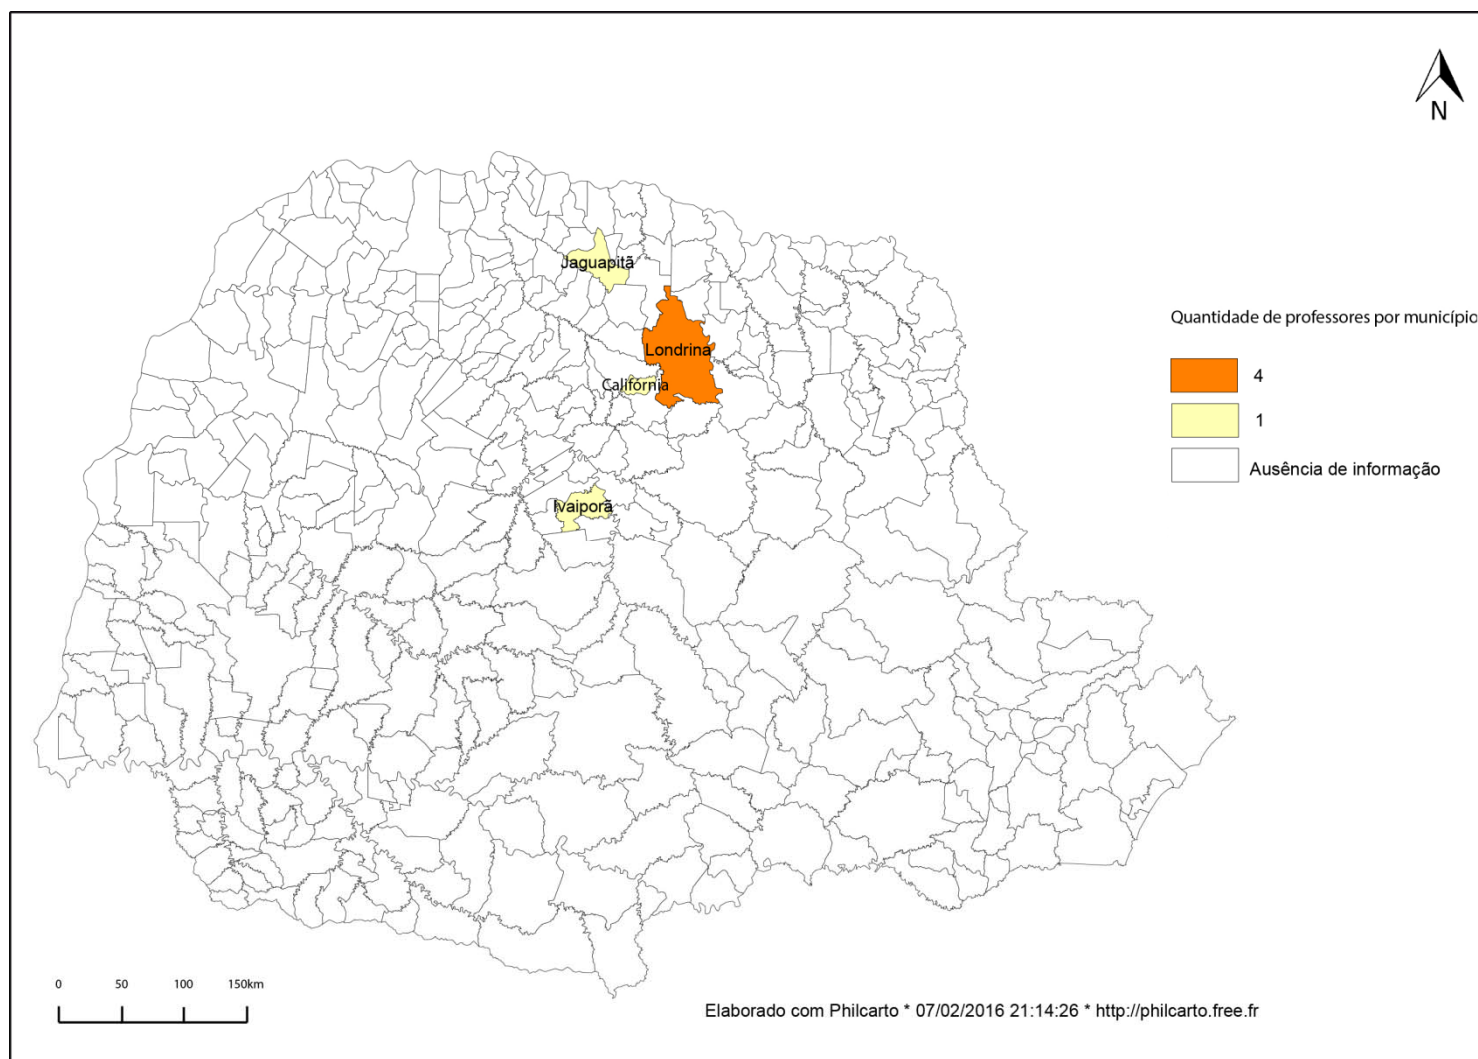 N
Jaguapitã
Londrina
Califórnia
Ivaiporã
Quantidade de professores por município
4
1
Ausência de informação
0 50 100 150km
Elaborado com Philcarto * 07/02/2016 21:14:26 * http://philcarto.free.fr